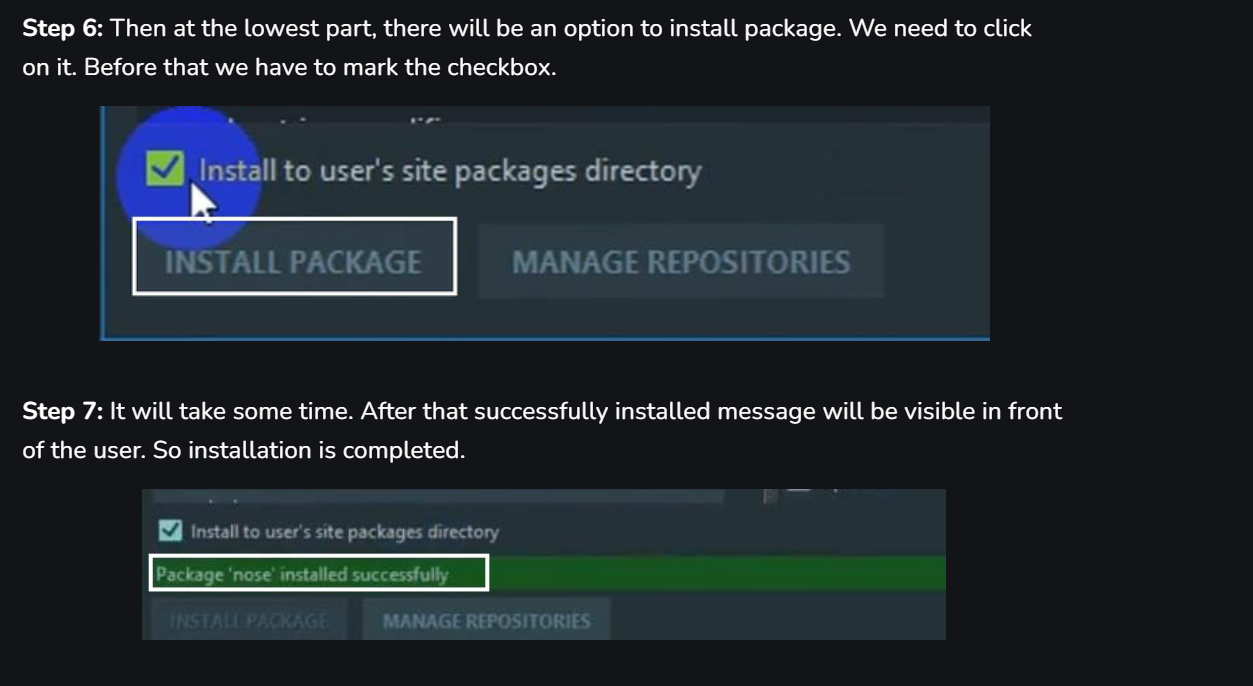 Step 6: Then at the lowest part, there will be an option to install package. We need to click
on it. Before that we have to mark the checkbox.
Install to user's site packages directory
INSTALL PACKAGE MANAGE REPOSITORIES
Step 7: It will take some time. After that successfully installed message will be visible in front
of the user. So installation is completed.
Install to user's site packages directory
Package 'nose' installed successfully
INSTALL PACKAGE MANAGE REPOSITORIES